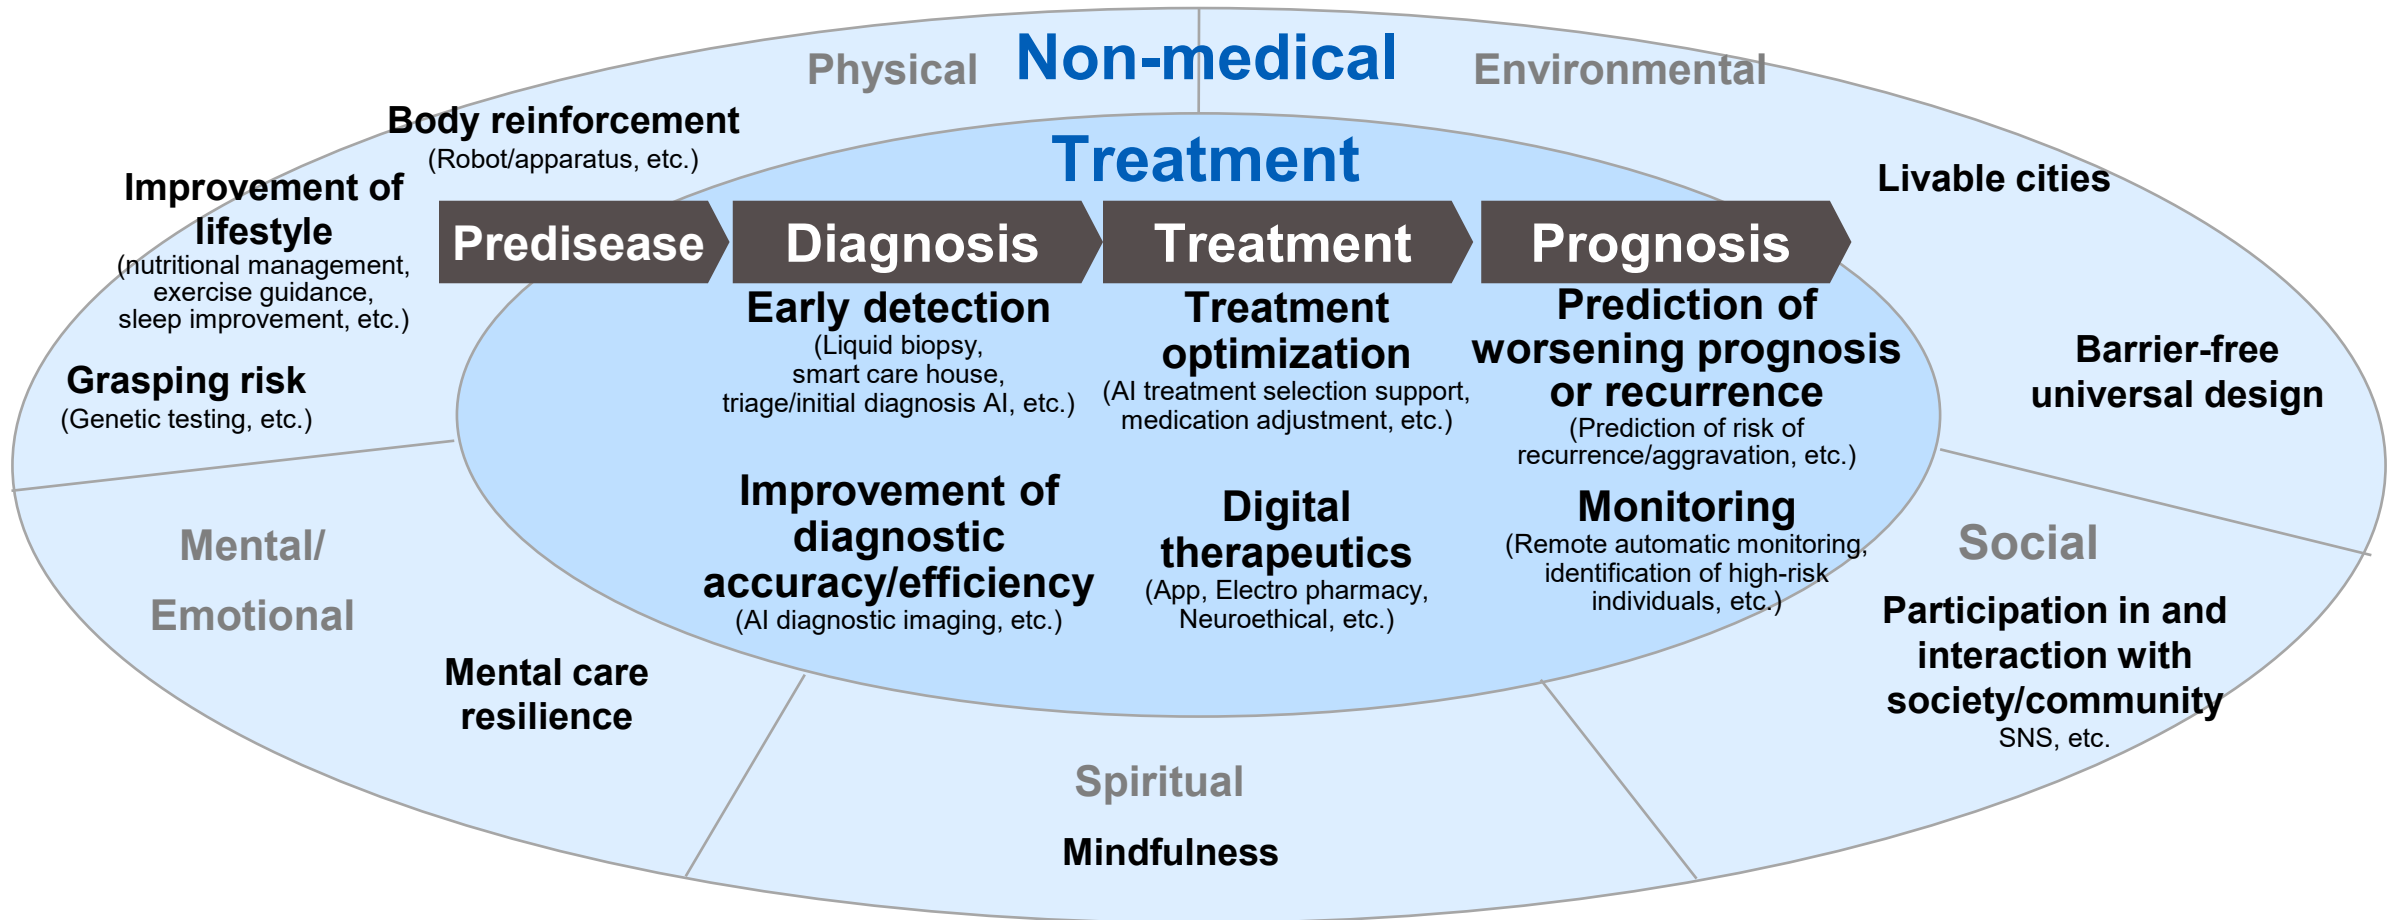 Non-medical
Physical
Environmental
Body reinforcement
(Robot/apparatus, etc.)
Improvement of
lifestyle
(nutritional management,
exercise guidance,
sleep improvement, etc.)
Grasping risk
(Genetic testing, etc.)
Treatment
Livable cities
Barrier-free
universal design
Predisease
Diagnosis
Treatment
Prognosis
Early detection
(Liquid biopsy,
smart care house,
triage/initial diagnosis AI, etc.)
Improvement of
diagnostic
accuracy/efficiency
(AI diagnostic imaging, etc.)
Treatment
optimization
(AI treatment selection support,
medication adjustment, etc.)
Digital
therapeutics
(App, Electro pharmacy,
Neuroethical, etc.)
Prediction of
worsening prognosis
or recurrence
(Prediction of risk of
recurrence/aggravation, etc.)
Monitoring
(Remote automatic monitoring,
identification of high-risk
individuals, etc.)
Mental/
Emotional
Mental care
resilience
Spiritual
Mindfulness
Social
Participation in and
interaction with
society/community
SNS, etc.